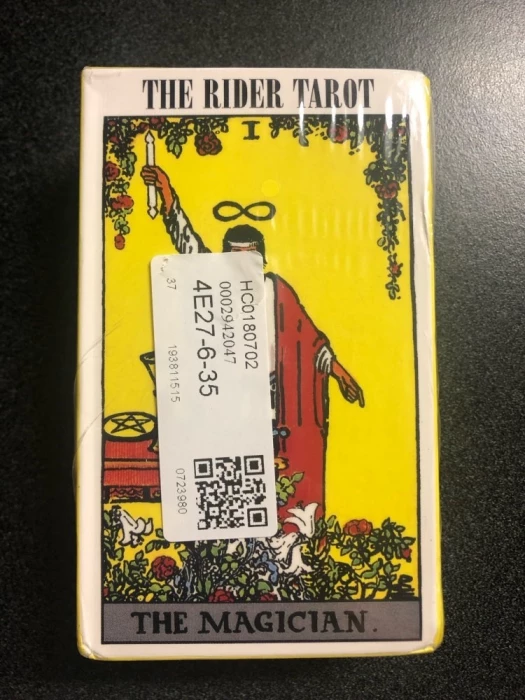 THE RIDER TAROT
I
HC0180702
0002942047
4E27-6-35
37
193811515
0723980
THE MAGICIAN.